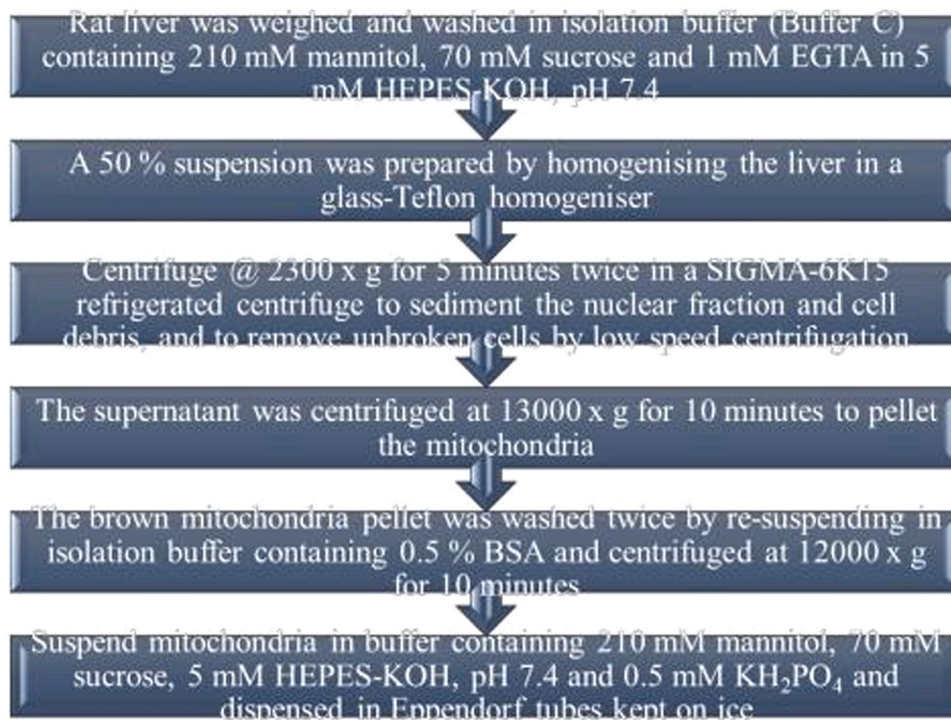 Rat liver was weighed and washed in isolation buffer (Buffer C)
containing 210 mM mannitol, 70 mM sucrose and 1 mM EGTA in 5
mM HEPES-KOH, pH 7.4
A 50 % suspension was prepared by homogenising the liver in a
glass-Teflon homogeniser
Centrifuge @ 2300 x g for 5 minutes twice in a SIGMA-6K15
refrigerated centrifuge to sediment the nuclear fraction and cell
debris, and to remove unbroken cells by low speed centrifugation
The supernatant was centrifuged at 13000 x g for 10 minutes to pellet
the mitochondria
The brown mitochondria pellet was washed twice by re-suspending in
isolation buffer containing 0.5 % BSA and centrifuged at 12000 x g
for 10 minutes
Suspend mitochondria in buffer containing 210 mM mannitol, 70 mM
sucrose, 5 mM HEPES-KOH, pH 7.4 and 0.5 mM KH₂PO₄ and
dispensed in Eppendorf tubes kept on ice